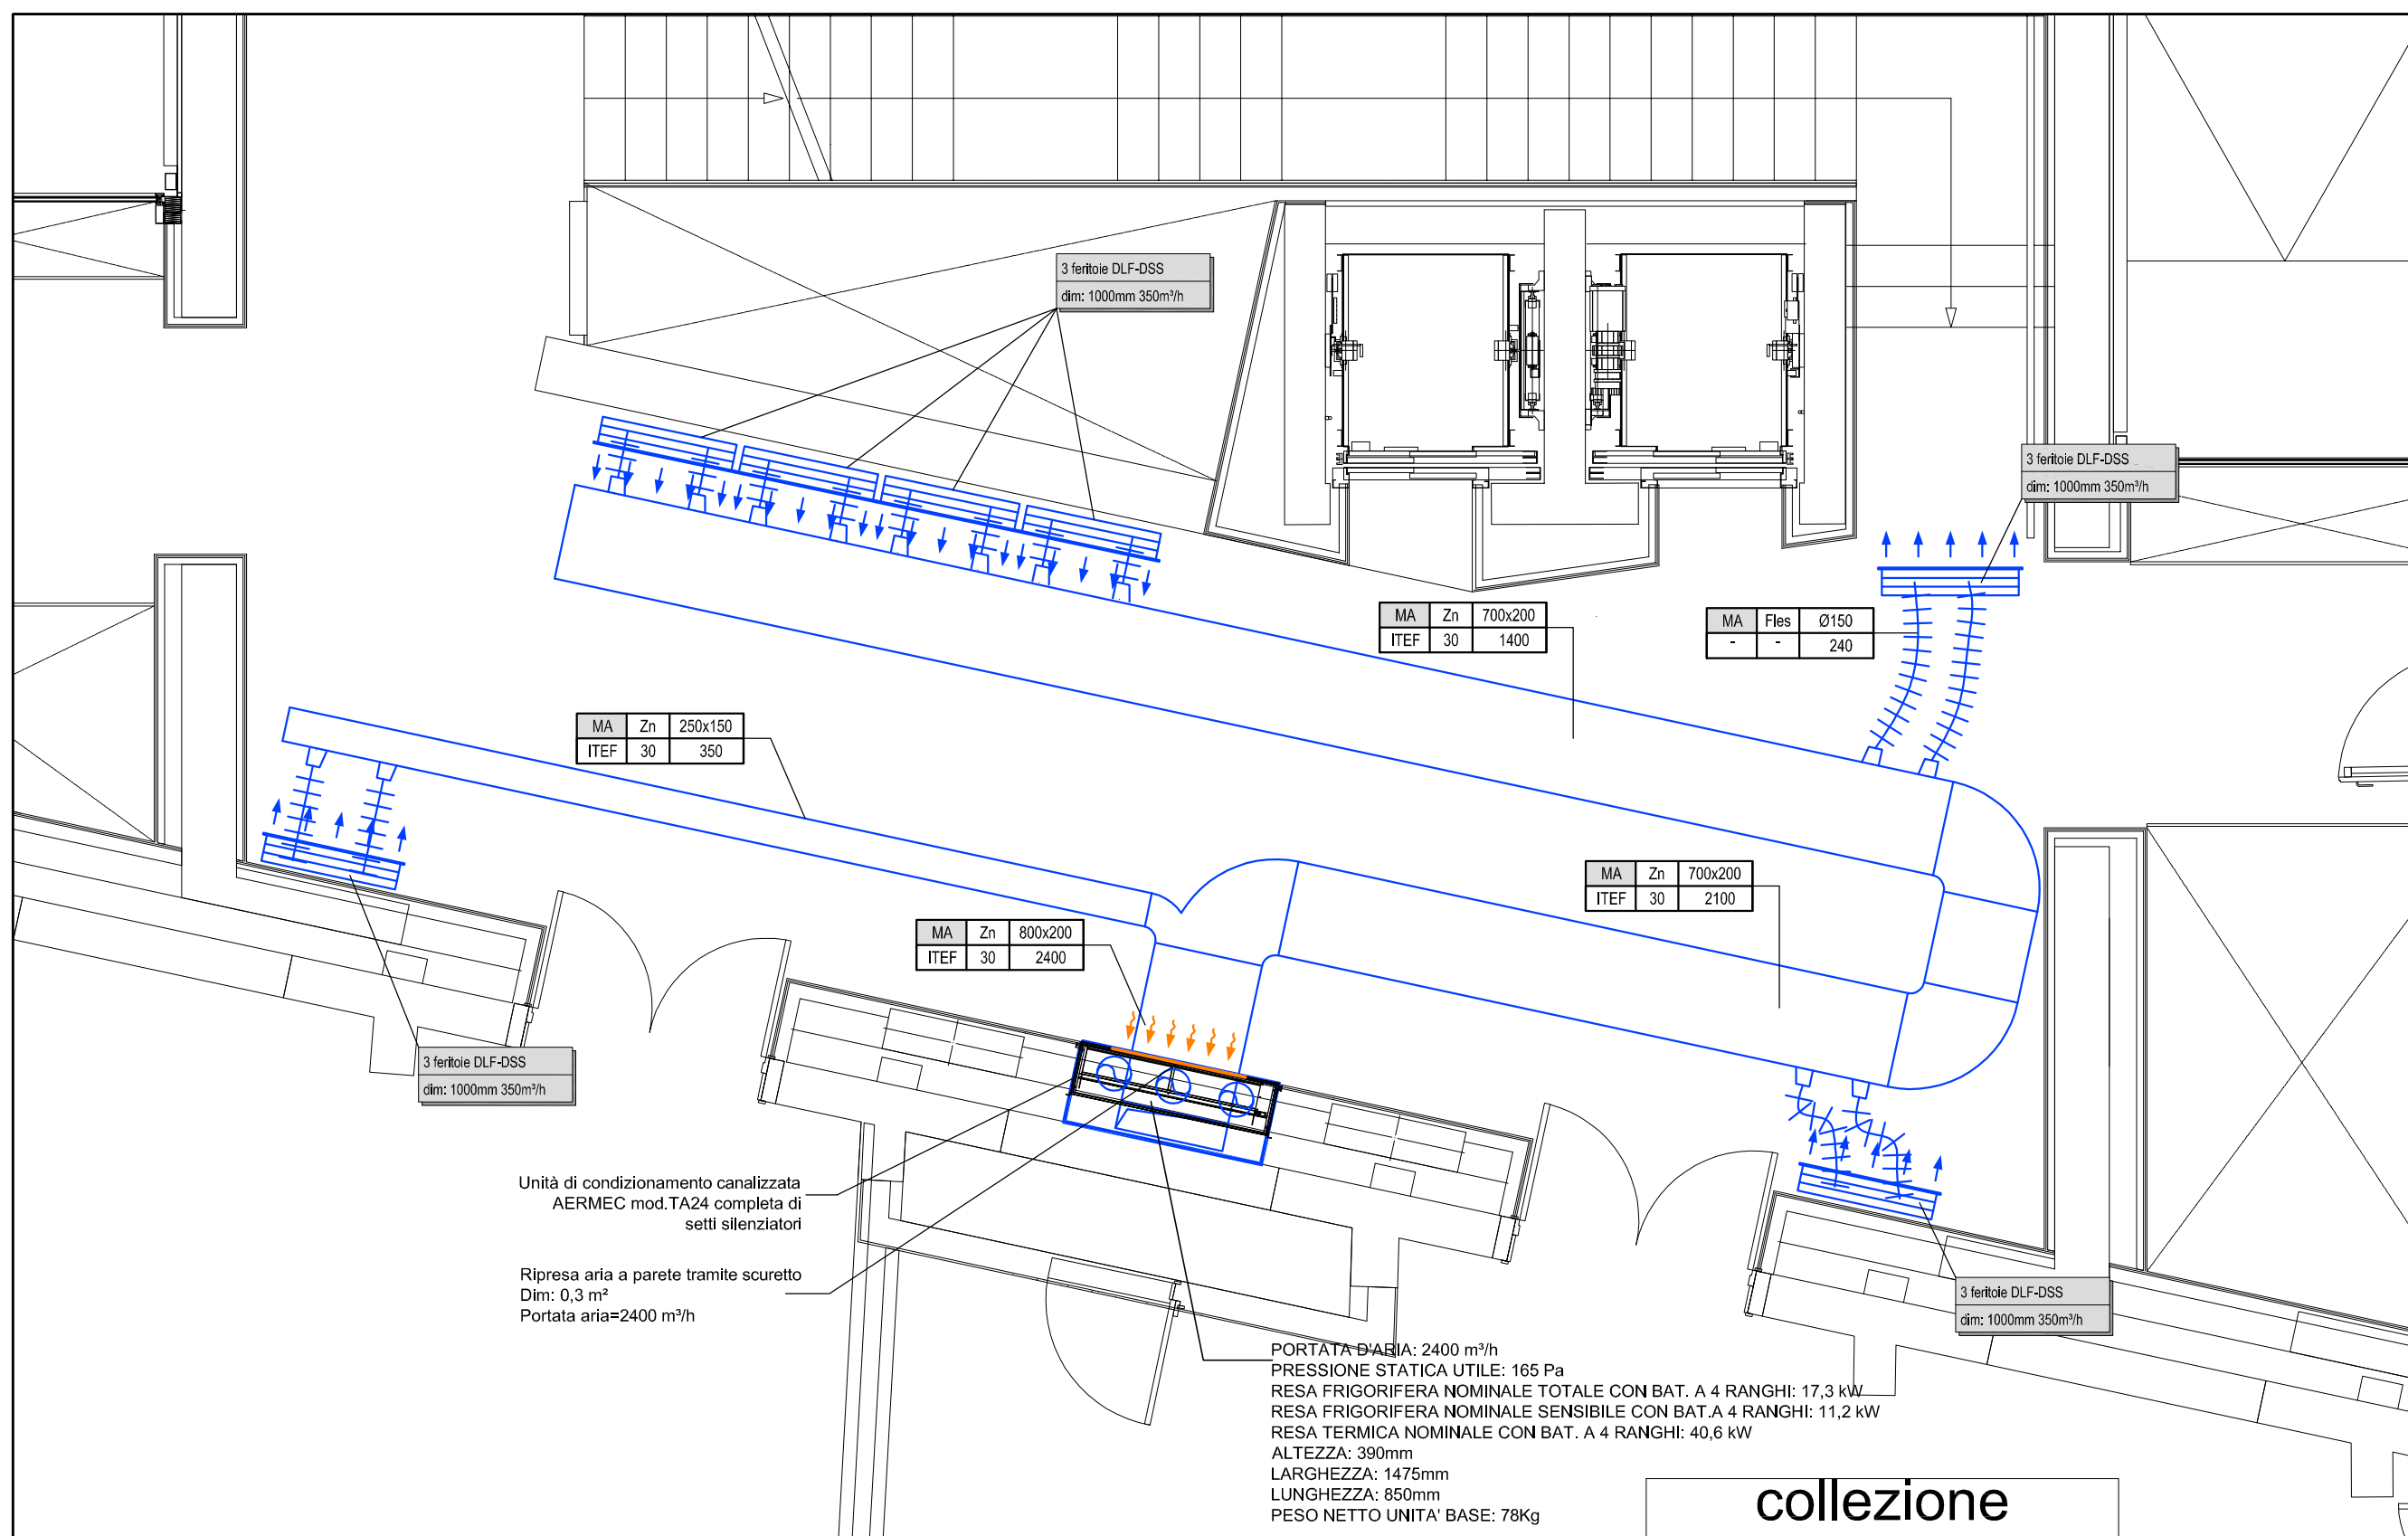 3 feritoie DLF-DSS
dim: 1000mm 350m³/h
3 feritoie DLF-DSS
dim: 1000mm 350m³/h
MA Zn 700x200
ITEF 30 1400
MA Fles Ø150
- - 240
MA Zn 250x150
ITEF 30 350
MA Zn 700x200
ITEF 30 2100
MA Zn 800x200
ITEF 30 2400
3 feritoie DLF-DSS
dim: 1000mm 350m³/h
Unità di condizionamento canalizzata
AERMEC mod.TA24 completa di
setti silenziatori
Ripresa aria a parete tramite scuretto
Dim: 0,3 m²
Portata aria=2400 m³/h
3 feritoie DLF-DSS
dim: 1000mm 350m³/h
PORTATA D'ARIA: 2400 m³/h
PRESSIONE STATICA UTILE: 165 Pa
RESA FRIGORIFERA NOMINALE TOTALE CON BAT. A 4 RANGHI: 17,3 kW
RESA FRIGORIFERA NOMINALE SENSIBILE CON BAT.A 4 RANGHI: 11,2 kW
RESA TERMICA NOMINALE CON BAT. A 4 RANGHI: 40,6 kW
ALTEZZA: 390mm
LARGHEZZA: 1475mm
LUNGHEZZA: 850mm
PESO NETTO UNITA' BASE: 78Kg
collezione